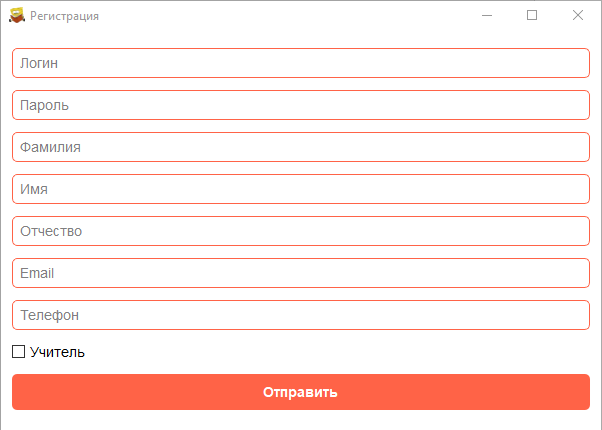 Регистрация
Логин
Пароль
Фамилия
Имя
Отчество
Email
Телефон
Учитель
Отправить